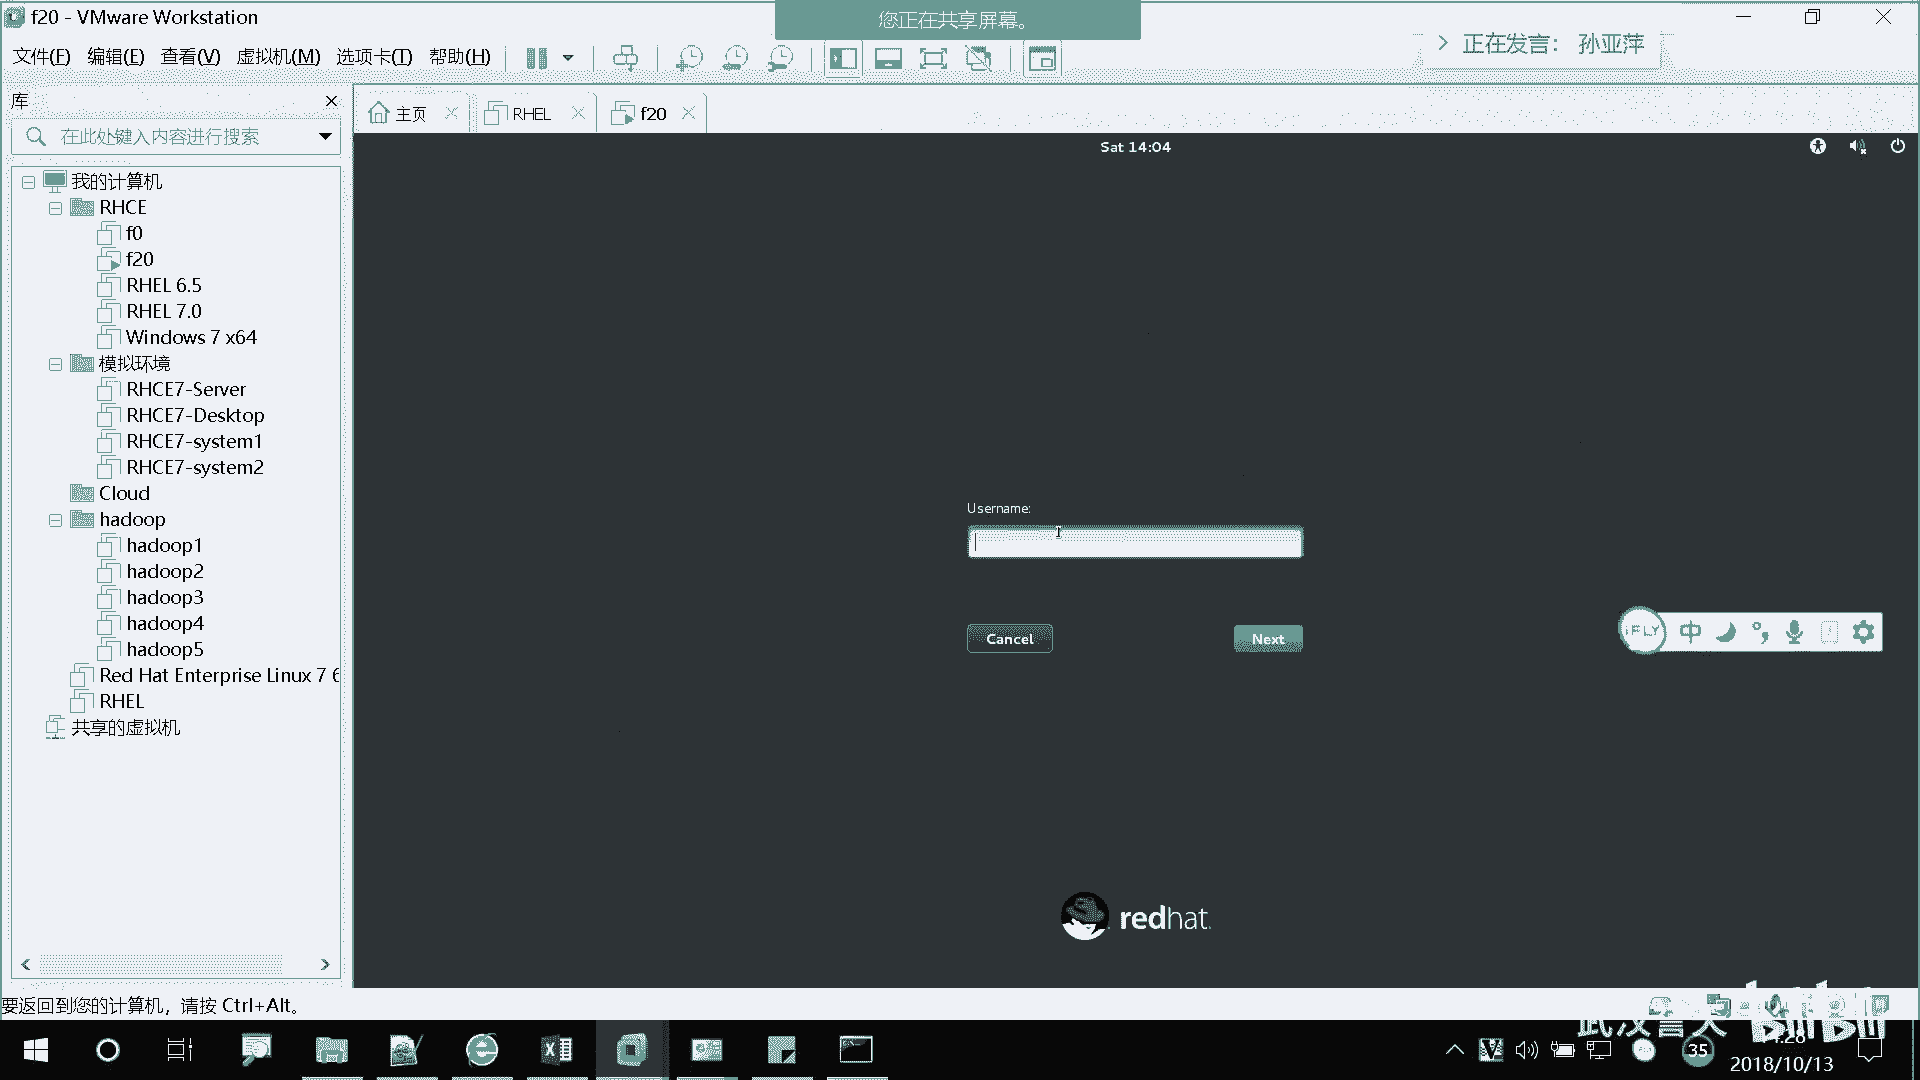 f20 - VMware Workstation
您正在共享屏幕。
正在发言： 孙亚萍
文件(F) 编辑(E) 查看(V) 虚拟机(M) 选项卡(T) 帮助(H)
库
主页
RHEL
f20
在此处键入内容进行搜索
Sat 14:04
我的计算机
RHCE
f0
f20
RHEL 6.5
RHEL 7.0
Windows 7 x64
模拟环境
RHCE7-Server
RHCE7-Desktop
RHCE7-system1
RHCE7-system2
Cloud
hadoop
hadoop1
hadoop2
hadoop3
hadoop4
hadoop5
Red Hat Enterprise Linux 7 6
RHEL
共享的虚拟机
Username:
Cancel
Next
iFLY 中
redhat.
要返回到您的计算机，请按 Ctrl+Alt。
bilibili
35
2018/10/13